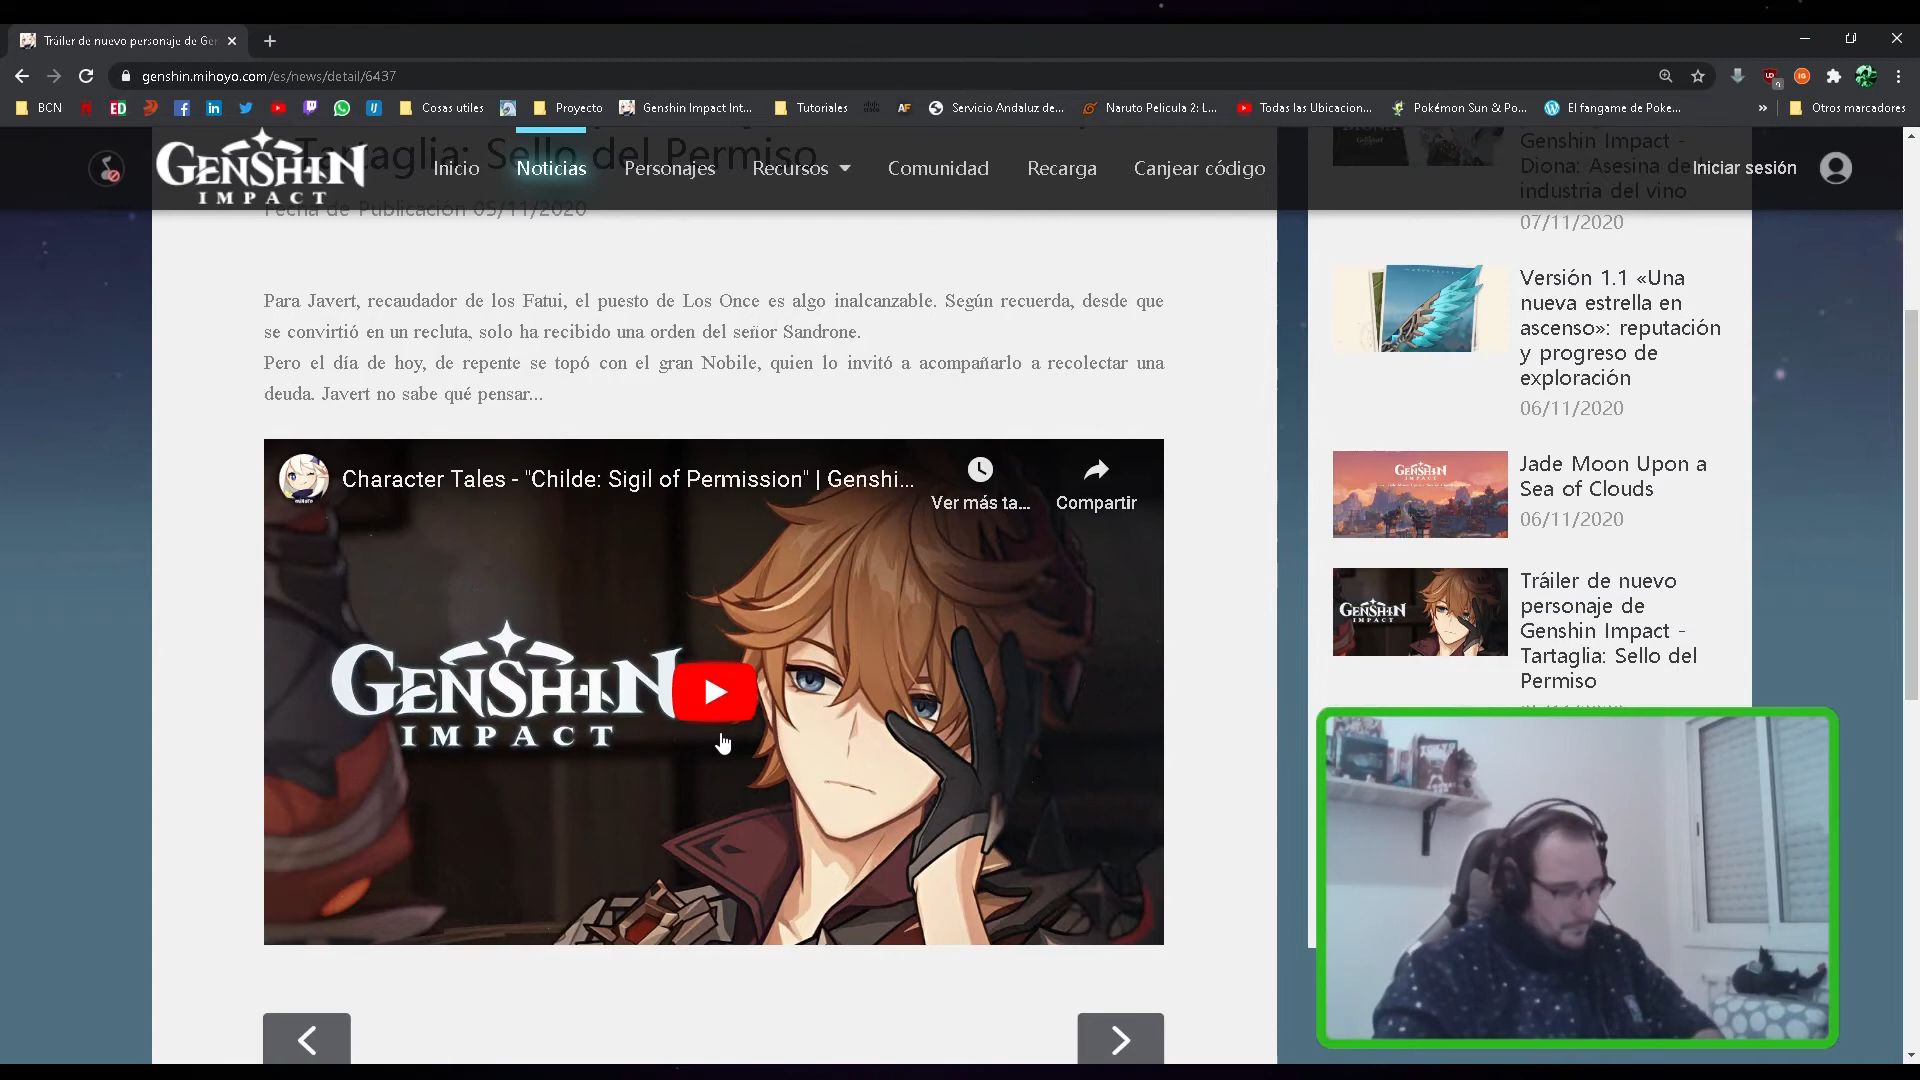 Tráiler de nuevo personaje de Ger
genshin.mihoyo.com/es/news/detail/6437
BCN
Cosas utiles
Proyecto
Genshin Impact Int...
Tutoriales
AF
Servicio Andaluz de...
Naruto Pelicula 2: L...
Todas las Ubicacion...
Pokémon Sun & Po...
El fangame de Poke...
»
Otros marcadores
GENSHIN
IMPACT
Tartaglia: Sello del Permiso
Inicio
Noticias
Personajes
Recursos
Comunidad
Recarga
Canjear código
Iniciar sesión
Fecha de Publicación 05/11/2020
Para Javert, recaudador de los Fatui, el puesto de Los Once es algo inalcanzable. Según recuerda, desde que
se convirtió en un recluta, solo ha recibido una orden del señor Sandrone.
Pero el día de hoy, de repente se topó con el gran Nobile, quien lo invitó a acompañarlo a recolectar una
deuda. Javert no sabe qué pensar...
Character Tales - "Childe: Sigil of Permission" | Genshi...
Ver más ta...
Compartir
GENSHIN
IMPACT
Genshin Impact -
Diona: Asesina de
industria del vino
07/11/2020
Versión 1.1 «Una
nueva estrella en
ascenso»: reputación
y progreso de
exploración
06/11/2020
GENSHIN
IMPACT
Jade Moon Upon a
Sea of Clouds
06/11/2020
GENSHIN
IMPACT
Tráiler de nuevo
personaje de
Genshin Impact -
Tartaglia: Sello del
Permiso